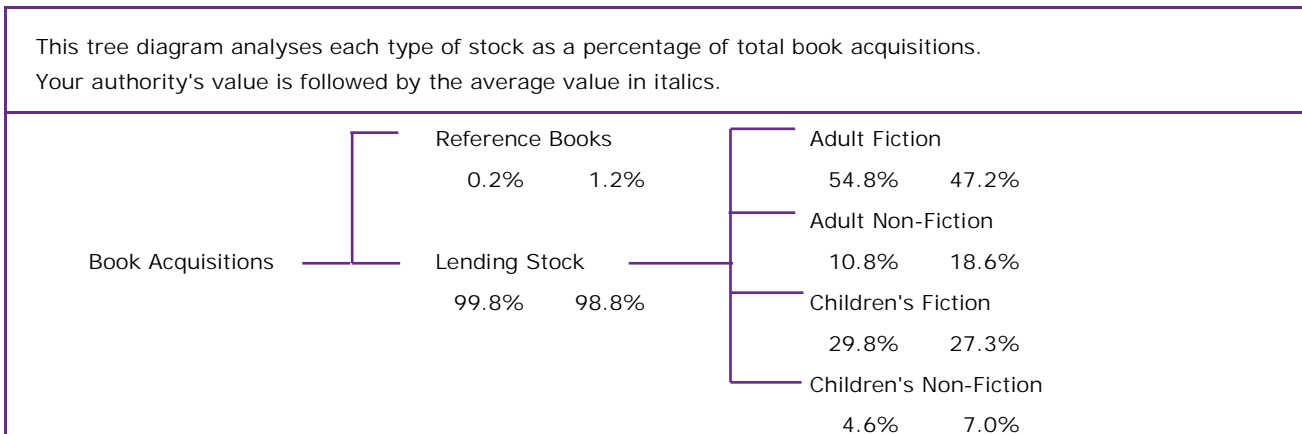 This tree diagram analyses each type of stock as a percentage of total book acquisitions.
Your authority's value is followed by the average value in italics.
Reference Books
0.2% 1.2%
Book Acquisitions
Lending Stock
99.8% 98.8%
Adult Fiction
54.8% 47.2%
Adult Non-Fiction
10.8% 18.6%
Children's Fiction
29.8% 27.3%
Children's Non-Fiction
4.6% 7.0%